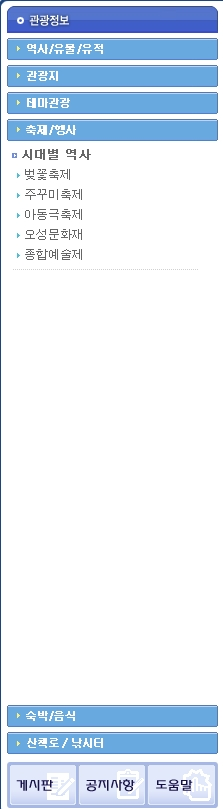 관광정보
역사/유물/유적
관광지
테마관광
축제/행사
시대별 역사
벚꽃축제
주꾸미축제
아동극축제
오성문화재
종합예술제
숙박/음식
산책로 / 낚시터
게시판 공지사항 도움말